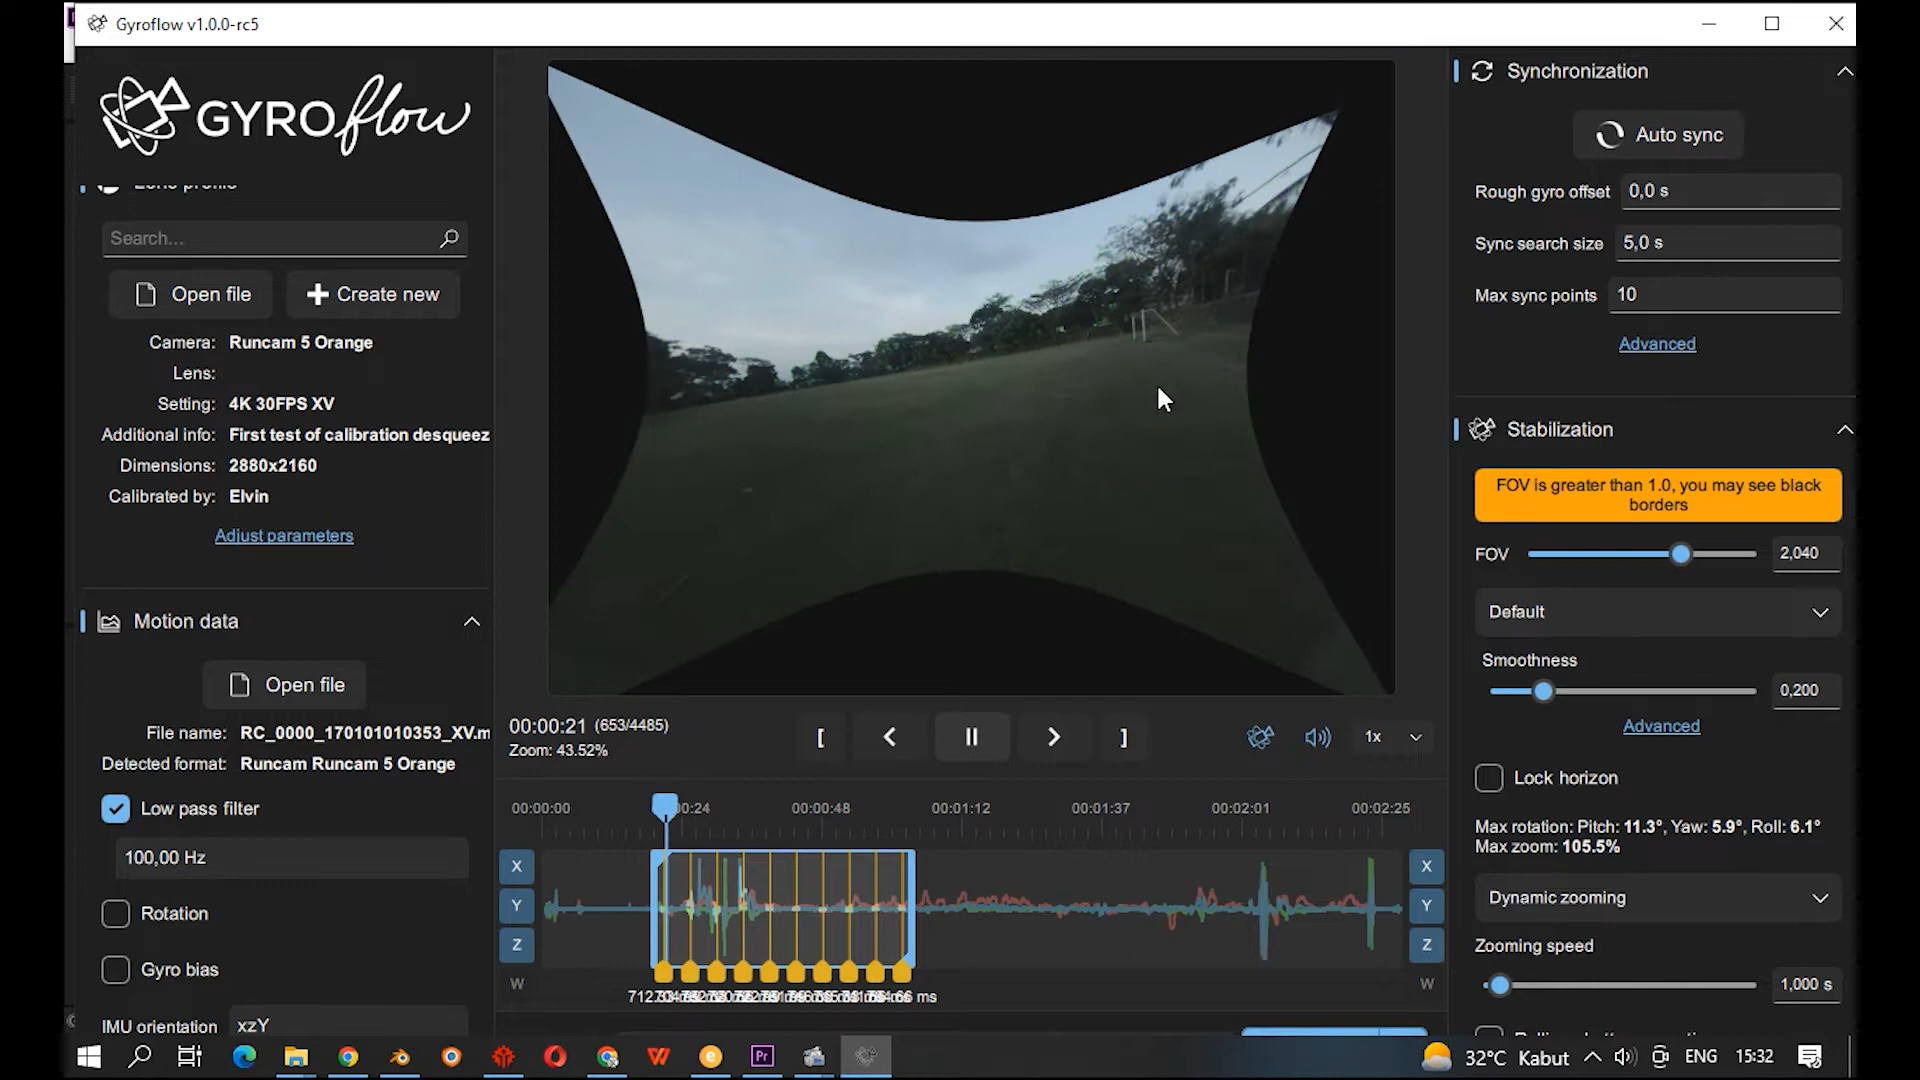 Gyroflow v1.0.0-rc5
GYROflow
Search...
Open file
Create new
Camera: Runcam 5 Orange
Lens:
Setting: 4K 30FPS XV
Additional info: First test of calibration desqueez
Dimensions: 2880x2160
Calibrated by: Elvin
Adjust parameters
Motion data
Open file
File name: RC_0000_170101010353_XV.m
Detected format: Runcam Runcam 5 Orange
Low pass filter
100,00 Hz
Rotation
Gyro bias
IMU orientation xzY
00:00:21 (653/4485)
Zoom: 43.52%
[
]
1x
00:00:00
0:24
00:00:48
00:01:12
00:01:37
00:02:01
00:02:25
X
Y
Z
W
X
Y
Z
W
Synchronization
Auto sync
Rough gyro offset 0,0 s
Sync search size 5,0 s
Max sync points 10
Advanced
Stabilization
FOV is greater than 1.0, you may see black
borders
FOV 2,040
Default
Smoothness
0,200
Advanced
Lock horizon
Max rotation: Pitch: 11.3°, Yaw: 5.9°, Roll: 6.1°
Max zoom: 105.5%
Dynamic zooming
Zooming speed
1,000 s
Pr
32°C Kabut
ENG
15:32